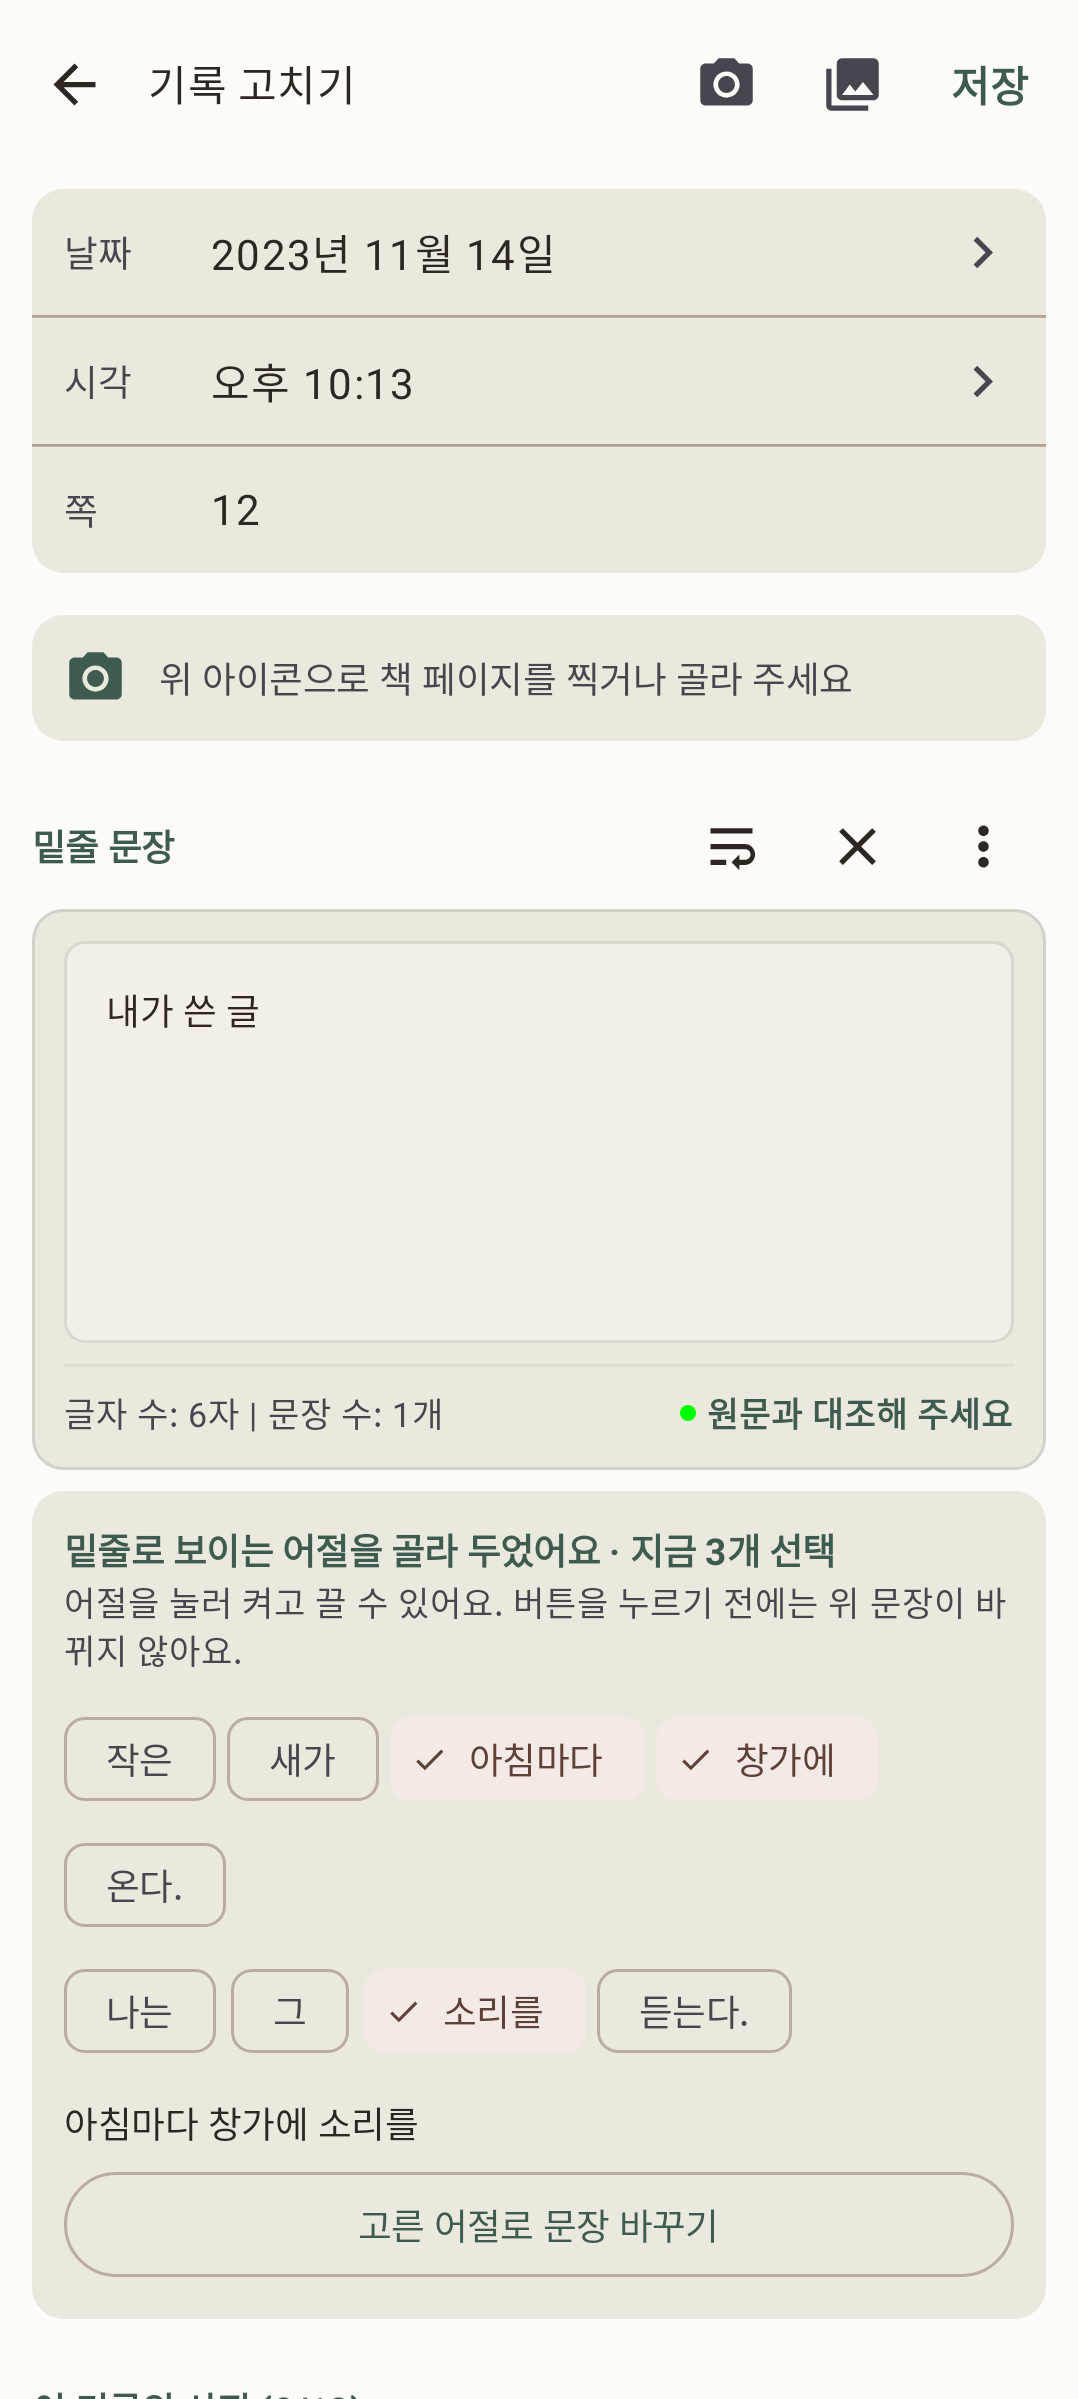 기록 고치기
저장
날짜 2023년 11월 14일
시각 오후 10:13
쪽 12
위 아이콘으로 책 페이지를 찍거나 골라 주세요
밑줄 문장
내가 쓴 글
글자 수: 6자 | 문장 수: 1개
원문과 대조해 주세요
밑줄로 보이는 어절을 골라 두었어요 · 지금 3개 선택
어절을 눌러 켜고 끌 수 있어요. 버튼을 누르기 전에는 위 문장이 바
뀌지 않아요.
작은 새가 아침마다 창가에
온다.
나는 그 소리를 듣는다.
아침마다 창가에 소리를
고른 어절로 문장 바꾸기